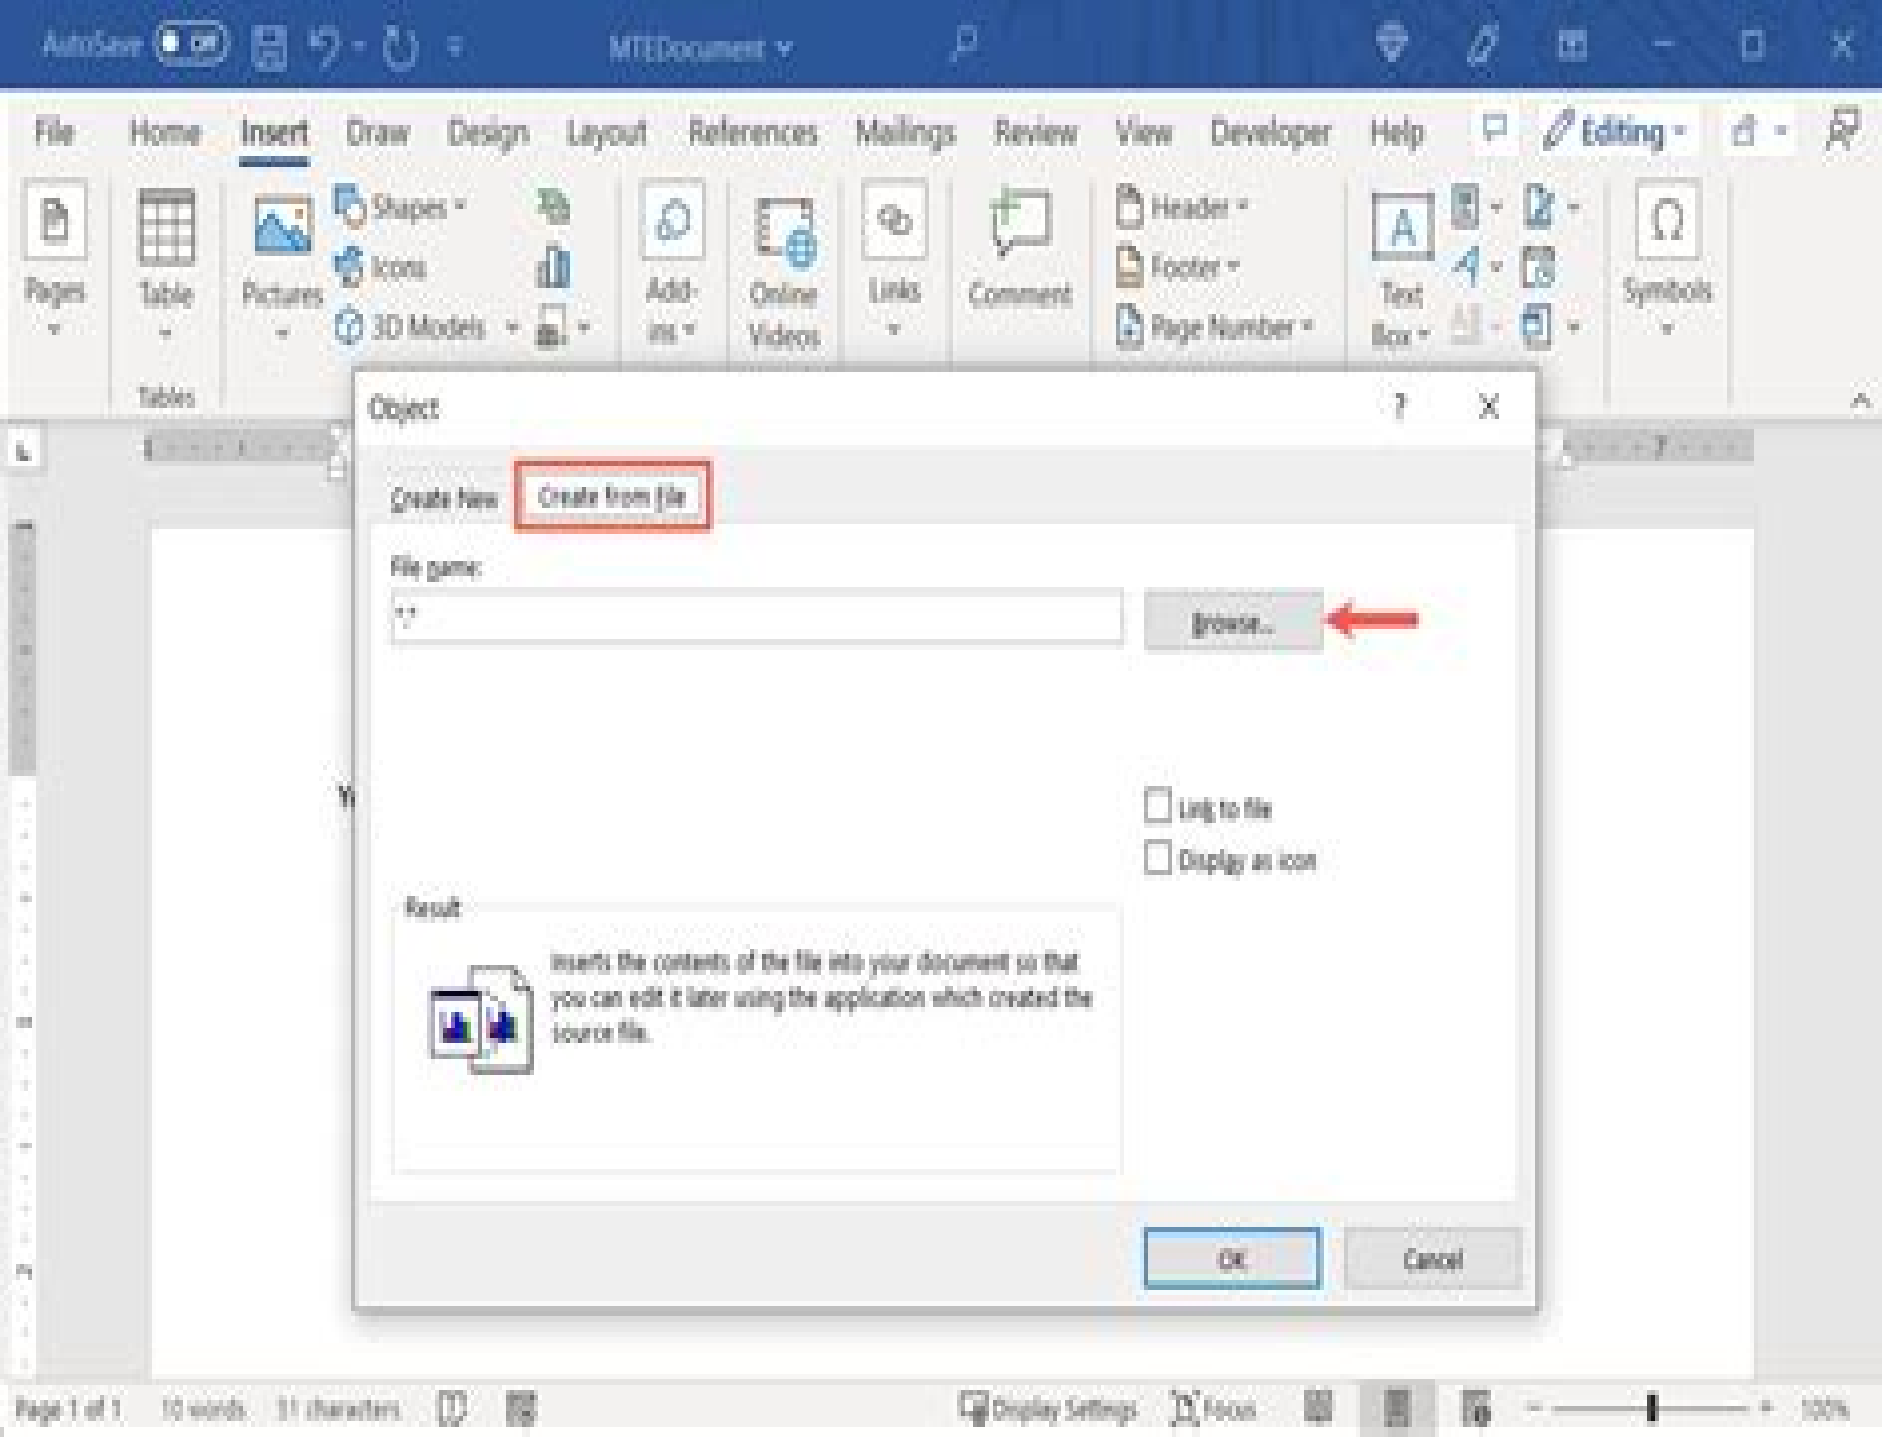 AutoSave Off MTEDocument
File Home Insert Draw Design Layout References Mailings Review View Developer Help Editing
Pages
Table
Tables
Pictures
Shapes
Icons
3D Models
Add-
ins
Online
Videos
Links
Comment
Header
Footer
Page Number
A
Text
Box
Ω
Symbols
Object ? X
Create New Create from file
File name:
*.*
Browse...
Link to file
Display as icon
Result
Inserts the contents of the file into your document so that
you can edit it later using the application which created the
source file.
OK Cancel
Page 1 of 1 10 words 51 characters Display Settings Focus 100%